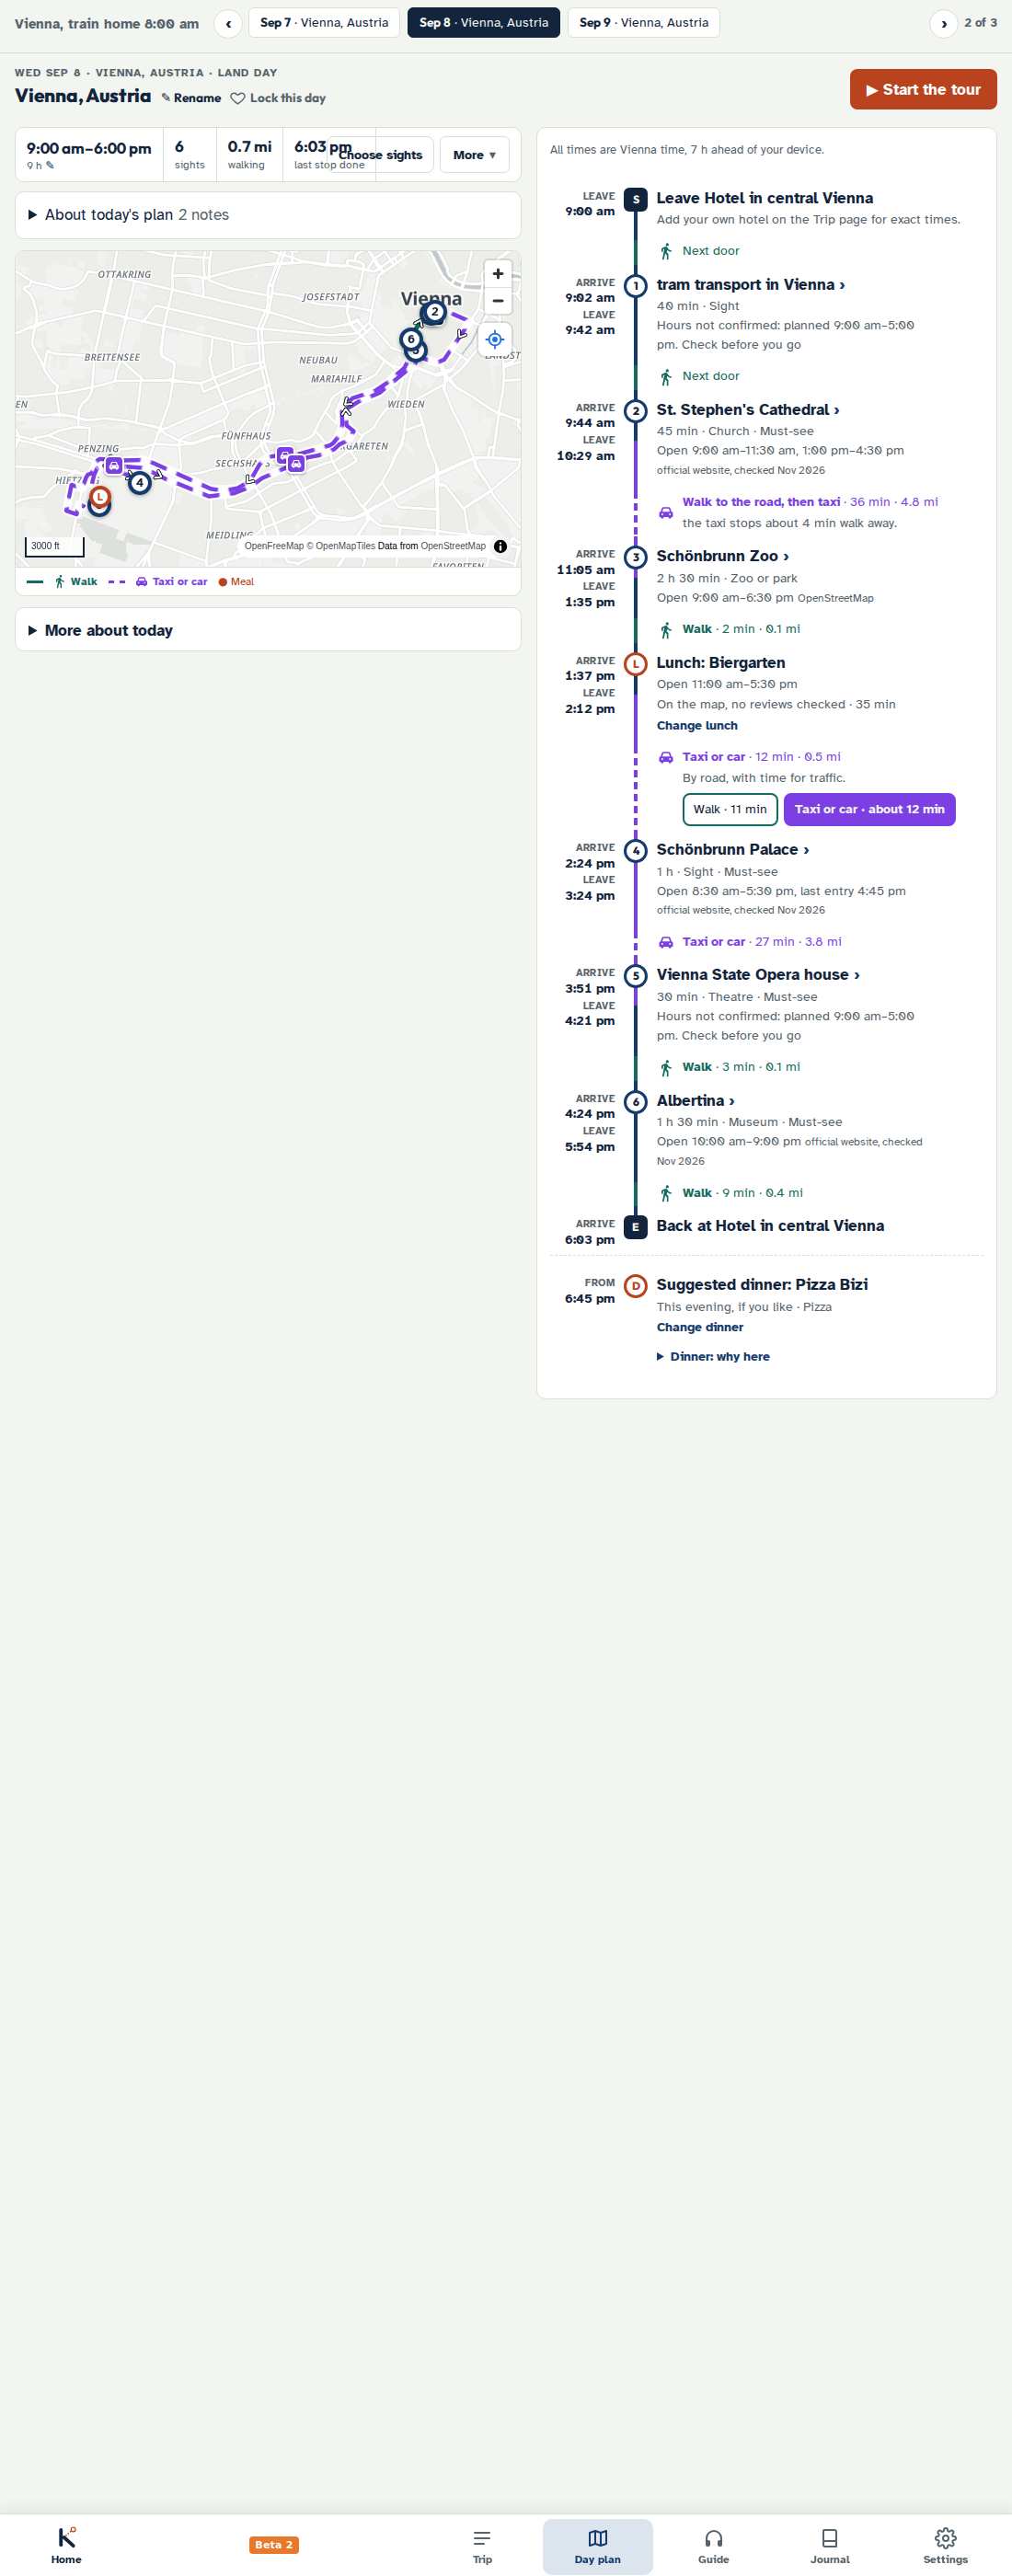 Vienna, train home 8:00 am
‹
Sep 7 · Vienna, Austria
Sep 8 · Vienna, Austria
Sep 9 · Vienna, Austria
›
2 of 3
WED SEP 8 · VIENNA, AUSTRIA · LAND DAY
Vienna, Austria
✎ Rename
Lock this day
▶ Start the tour
9:00 am–6:00 pm
9 h ✎
6
sights
0.7 mi
walking
6:03 pm
last stop done
Choose sights
More ▾
▶ About today's plan 2 notes
OTTAKRING
JOSEFSTADT
Vienna
2
6
BREITENSEE
NEUBAU
MARIAHILF
WIEDEN
FÜNFHAUS
PENZING
4
L
MEIDLING
3000 ft
OpenFreeMap © OpenMapTiles Data from OpenStreetMap
Walk
Taxi or car
Meal
▶ More about today
All times are Vienna time, 7 h ahead of your device.
LEAVE
9:00 am
S
Leave Hotel in central Vienna
Add your own hotel on the Trip page for exact times.
Next door
ARRIVE
9:02 am
LEAVE
9:42 am
1
tram transport in Vienna ›
40 min · Sight
Hours not confirmed: planned 9:00 am–5:00
pm. Check before you go
Next door
ARRIVE
9:44 am
LEAVE
10:29 am
2
St. Stephen's Cathedral ›
45 min · Church · Must-see
Open 9:00 am–11:30 am, 1:00 pm–4:30 pm
official website, checked Nov 2026
Walk to the road, then taxi · 36 min · 4.8 mi
the taxi stops about 4 min walk away.
ARRIVE
11:05 am
LEAVE
1:35 pm
3
Schönbrunn Zoo ›
2 h 30 min · Zoo or park
Open 9:00 am–6:30 pm OpenStreetMap
Walk · 2 min · 0.1 mi
ARRIVE
1:37 pm
LEAVE
2:12 pm
L
Lunch: Biergarten
Open 11:00 am–5:30 pm
On the map, no reviews checked · 35 min
Change lunch
Taxi or car · 12 min · 0.5 mi
By road, with time for traffic.
Walk · 11 min
Taxi or car · about 12 min
ARRIVE
2:24 pm
LEAVE
3:24 pm
4
Schönbrunn Palace ›
1 h · Sight · Must-see
Open 8:30 am–5:30 pm, last entry 4:45 pm
official website, checked Nov 2026
Taxi or car · 27 min · 3.8 mi
ARRIVE
3:51 pm
LEAVE
4:21 pm
5
Vienna State Opera house ›
30 min · Theatre · Must-see
Hours not confirmed: planned 9:00 am–5:00
pm. Check before you go
Walk · 3 min · 0.1 mi
ARRIVE
4:24 pm
LEAVE
5:54 pm
6
Albertina ›
1 h 30 min · Museum · Must-see
Open 10:00 am–9:00 pm official website, checked
Nov 2026
Walk · 9 min · 0.4 mi
ARRIVE
6:03 pm
E
Back at Hotel in central Vienna
FROM
6:45 pm
D
Suggested dinner: Pizza Bizi
This evening, if you like · Pizza
Change dinner
▶ Dinner: why here
Home
Beta 2
Trip
Day plan
Guide
Journal
Settings